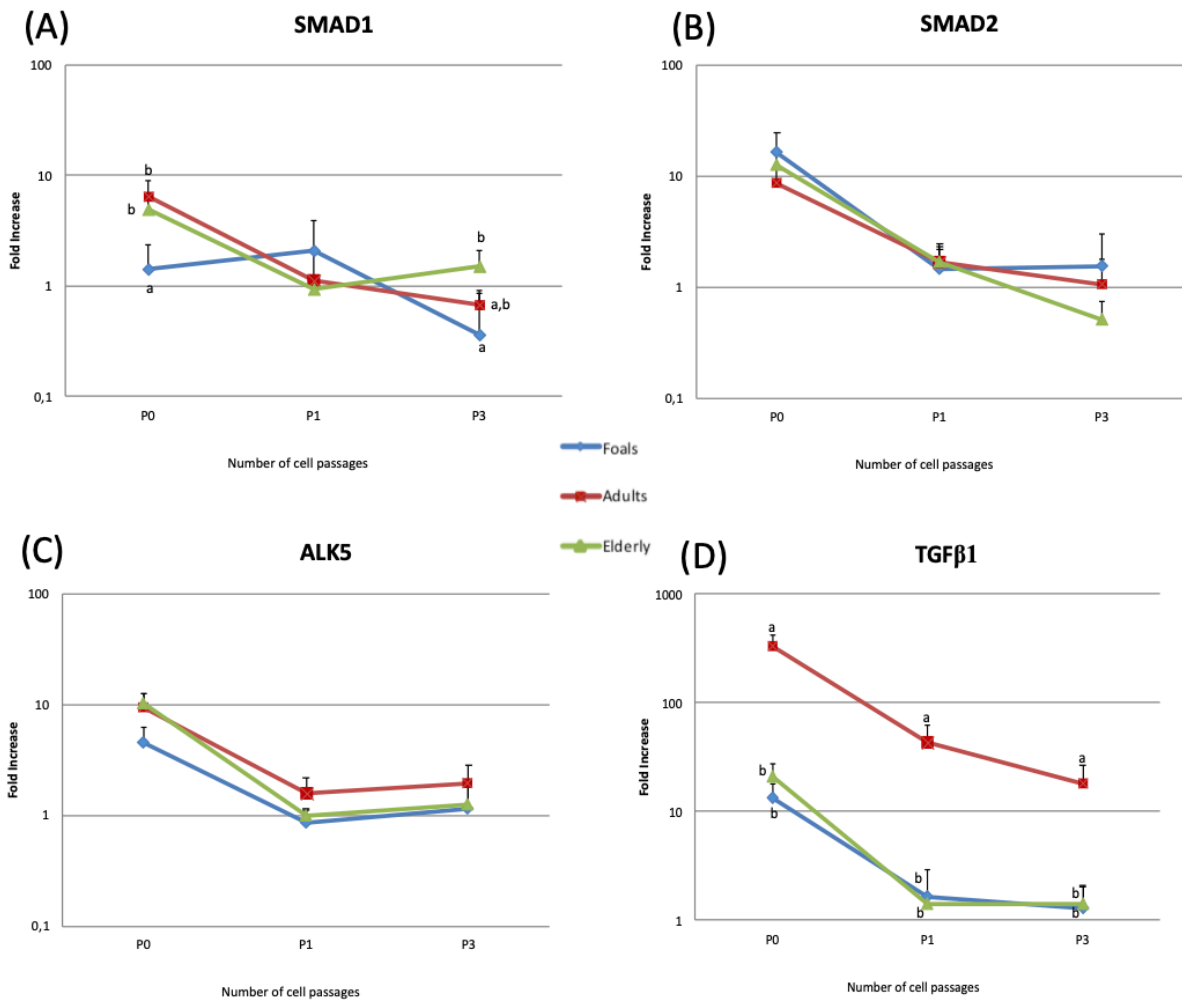 (A)
SMAD1
100
10
1
0,1
Fold Increase
b
b
a
b
a,b
a
P0
P1
P3
Number of cell passages
(B)
SMAD2
100
10
1
0,1
Fold Increase
P0
P1
P3
Number of cell passages
Foals
Adults
Elderly
(C)
ALK5
100
10
1
0,1
Fold Increase
P0
P1
P3
Number of cell passages
(D)
TGFβ1
1000
100
10
1
Fold Increase
a
b
b
a
b
b
a
b
b
P0
P1
P3
Number of cell passages